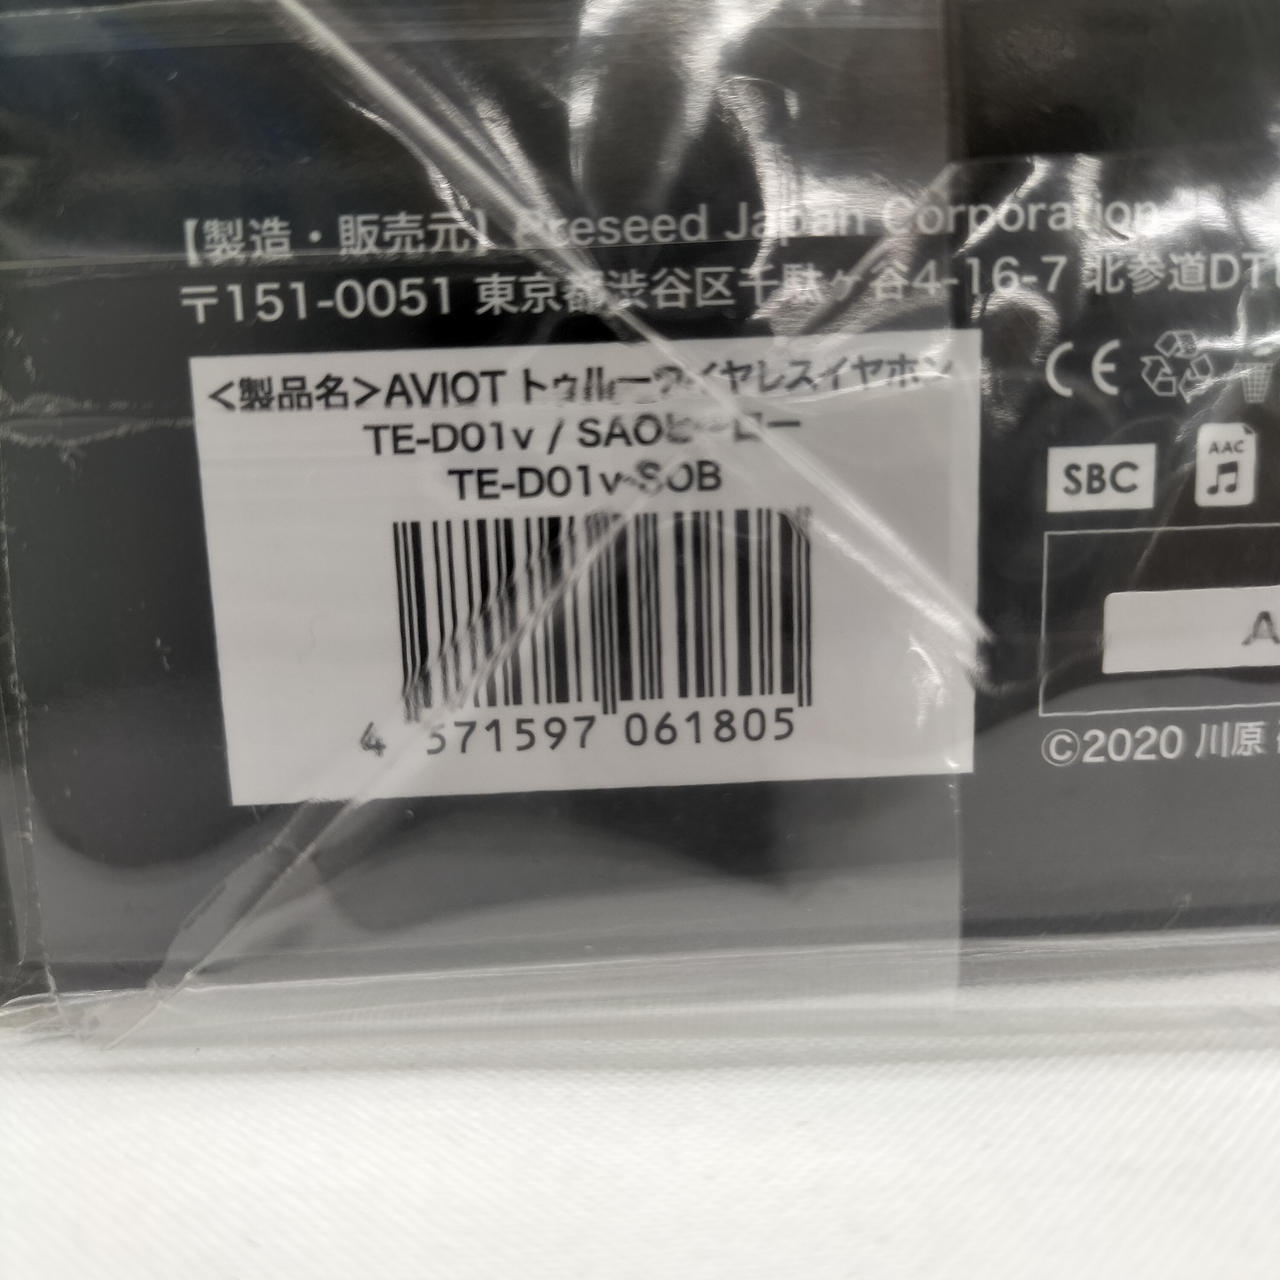 【製造・販売元】Preseed Japan Corporation
〒151-0051 東京都渋谷区千駄ヶ谷4-16-7 北参道DT
<製品名>AVIOT トゥルーワイヤレスイヤホン
TE-D01v / SAOヒーロー
TE-D01v-SOB
4 571597 061805
CE
SBC
AAC
A
©2020 川原